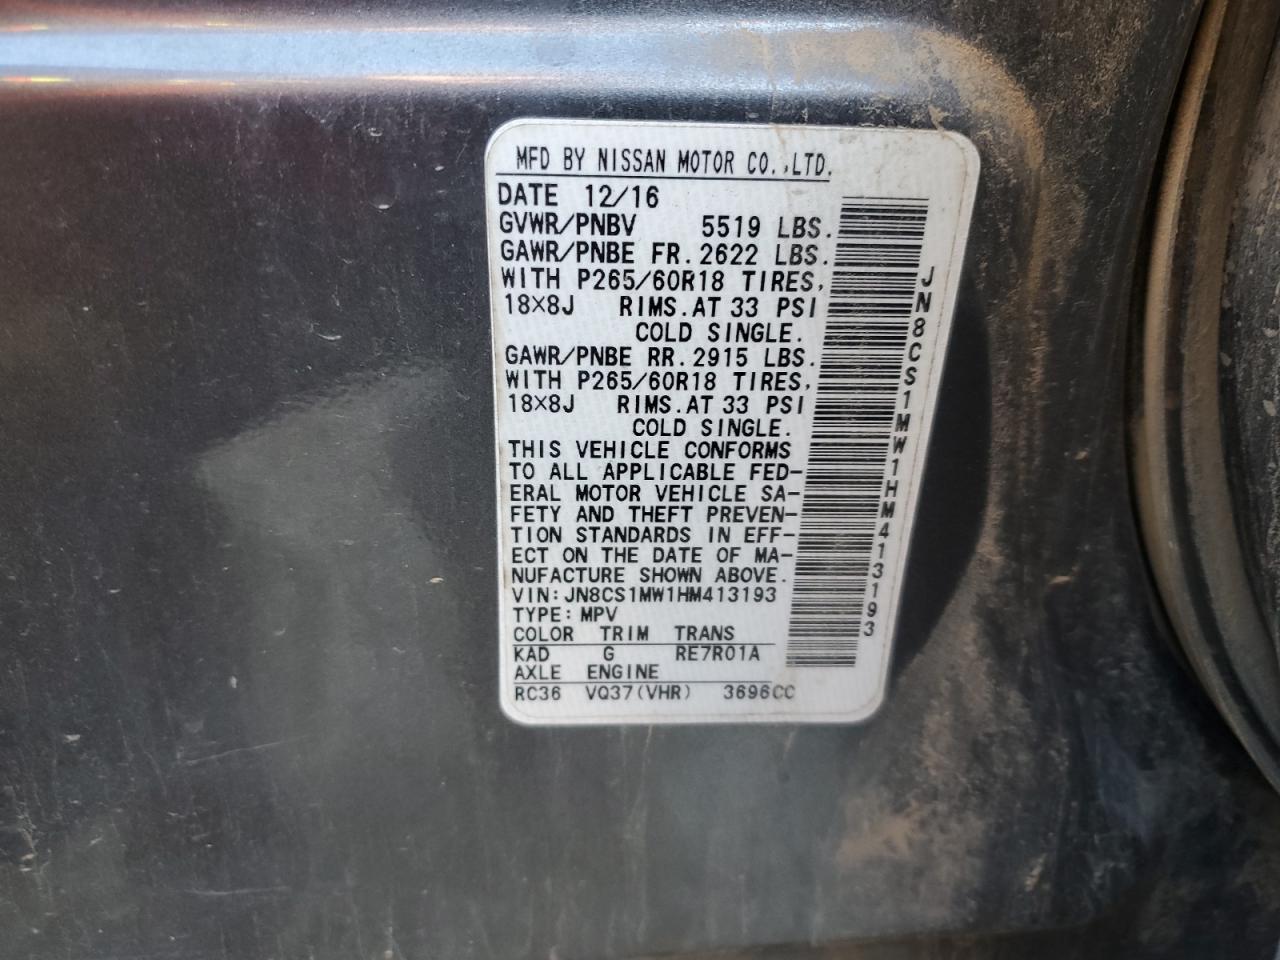 MFD BY NISSAN MOTOR CO.,LTD.
DATE 12/16
GVWR/PNBV 5519 LBS.
GAWR/PNBE FR. 2622 LBS.
WITH P265/60R18 TIRES,
18×8J RIMS.AT 33 PSI
COLD SINGLE.
GAWR/PNBE RR. 2915 LBS.
WITH P265/60R18 TIRES,
18×8J RIMS.AT 33 PSI
COLD SINGLE.
THIS VEHICLE CONFORMS
TO ALL APPLICABLE FED-
ERAL MOTOR VEHICLE SA-
FETY AND THEFT PREVEN-
TION STANDARDS IN EFF-
ECT ON THE DATE OF MA-
NUFACTURE SHOWN ABOVE.
VIN:JN8CS1MW1HM413193
TYPE:MPV
COLOR TRIM TRANS
KAD G RE7R01A
AXLE ENGINE
RC36 VQ37(VHR) 3696CC
JN8CS1MW1HM413193